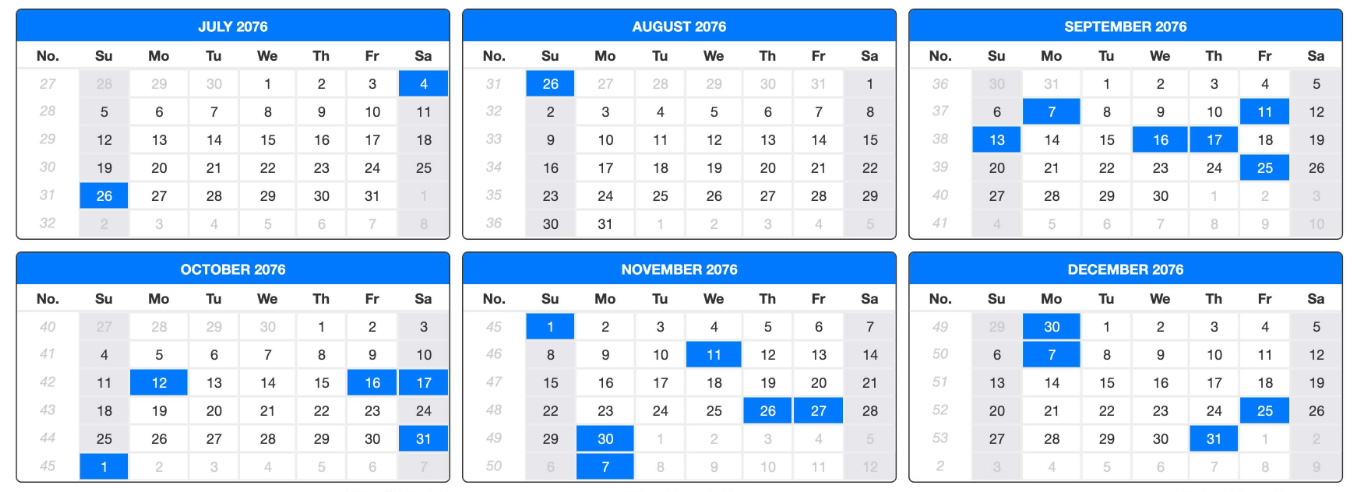 JULY 2076
No. Su Mo Tu We Th Fr Sa
27 28 29 30 1 2 3 4
28 5 6 7 8 9 10 11
29 12 13 14 15 16 17 18
30 19 20 21 22 23 24 25
31 26 27 28 29 30 31 1
32 2 3 4 5 6 7 8
AUGUST 2076
No. Su Mo Tu We Th Fr Sa
31 26 27 28 29 30 31 1
32 2 3 4 5 6 7 8
33 9 10 11 12 13 14 15
34 16 17 18 19 20 21 22
35 23 24 25 26 27 28 29
36 30 31 1 2 3 4 5
SEPTEMBER 2076
No. Su Mo Tu We Th Fr Sa
36 30 31 1 2 3 4 5
37 6 7 8 9 10 11 12
38 13 14 15 16 17 18 19
39 20 21 22 23 24 25 26
40 27 28 29 30 1 2 3
41 4 5 6 7 8 9 10
OCTOBER 2076
No. Su Mo Tu We Th Fr Sa
40 27 28 29 30 1 2 3
41 4 5 6 7 8 9 10
42 11 12 13 14 15 16 17
43 18 19 20 21 22 23 24
44 25 26 27 28 29 30 31
45 1 2 3 4 5 6 7
NOVEMBER 2076
No. Su Mo Tu We Th Fr Sa
45 1 2 3 4 5 6 7
46 8 9 10 11 12 13 14
47 15 16 17 18 19 20 21
48 22 23 24 25 26 27 28
49 29 30 1 2 3 4 5
50 6 7 8 9 10 11 12
DECEMBER 2076
No. Su Mo Tu We Th Fr Sa
49 29 30 1 2 3 4 5
50 6 7 8 9 10 11 12
51 13 14 15 16 17 18 19
52 20 21 22 23 24 25 26
53 27 28 29 30 31 1 2
2 3 4 5 6 7 8 9